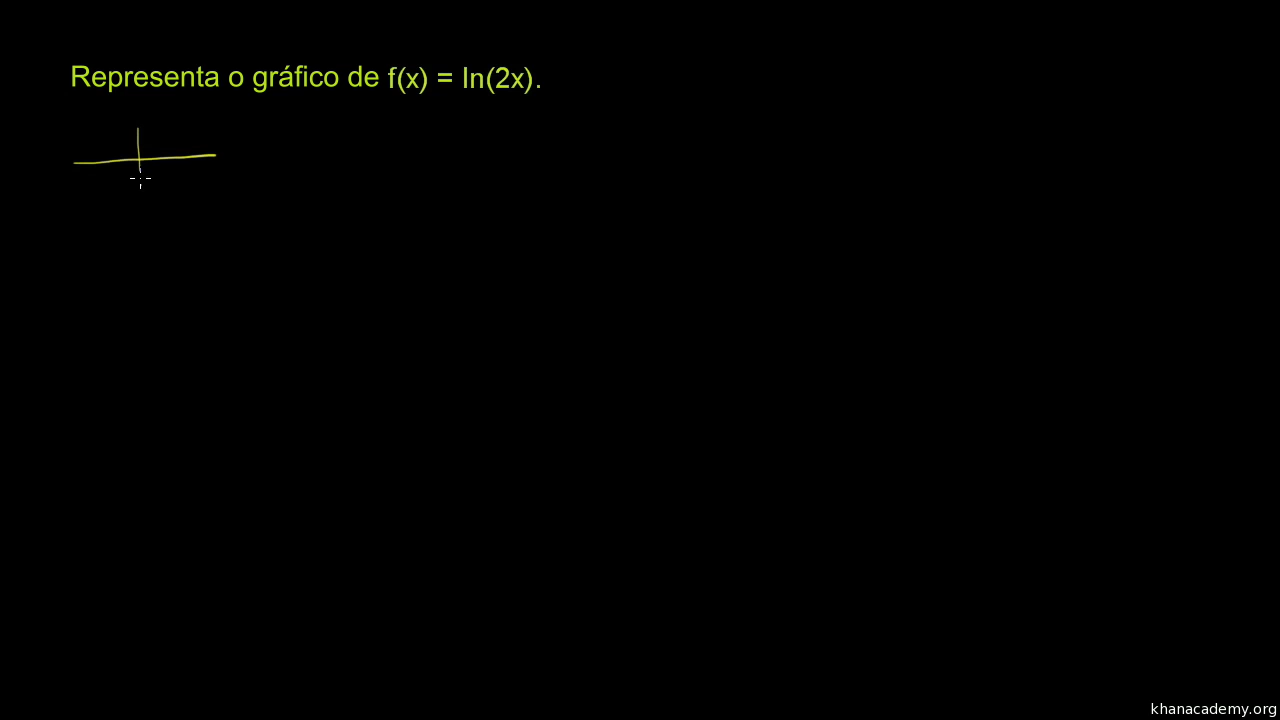 Representa o gráfico de f(x) = ln(2x).
khanacademy.org